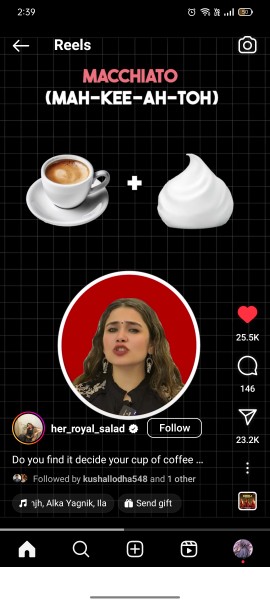 2:39
Reels
MACCHIATO
(MAH-KEE-AH-TOH)
25.5K
146
her_royal_salad
Follow
23.2K
Do you find it decide your cup of coffee ...
Followed by kushallodha548 and 1 other
Alka Yagnik, Ila
Send gift